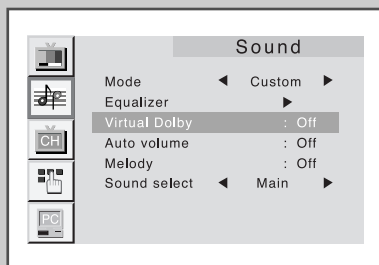 Sound
Mode ◀ Custom ▶
Equalizer ▶
Virtual Dolby : Off
Auto volume : Off
Melody : Off
Sound select ◀ Main ▶
CH
PC